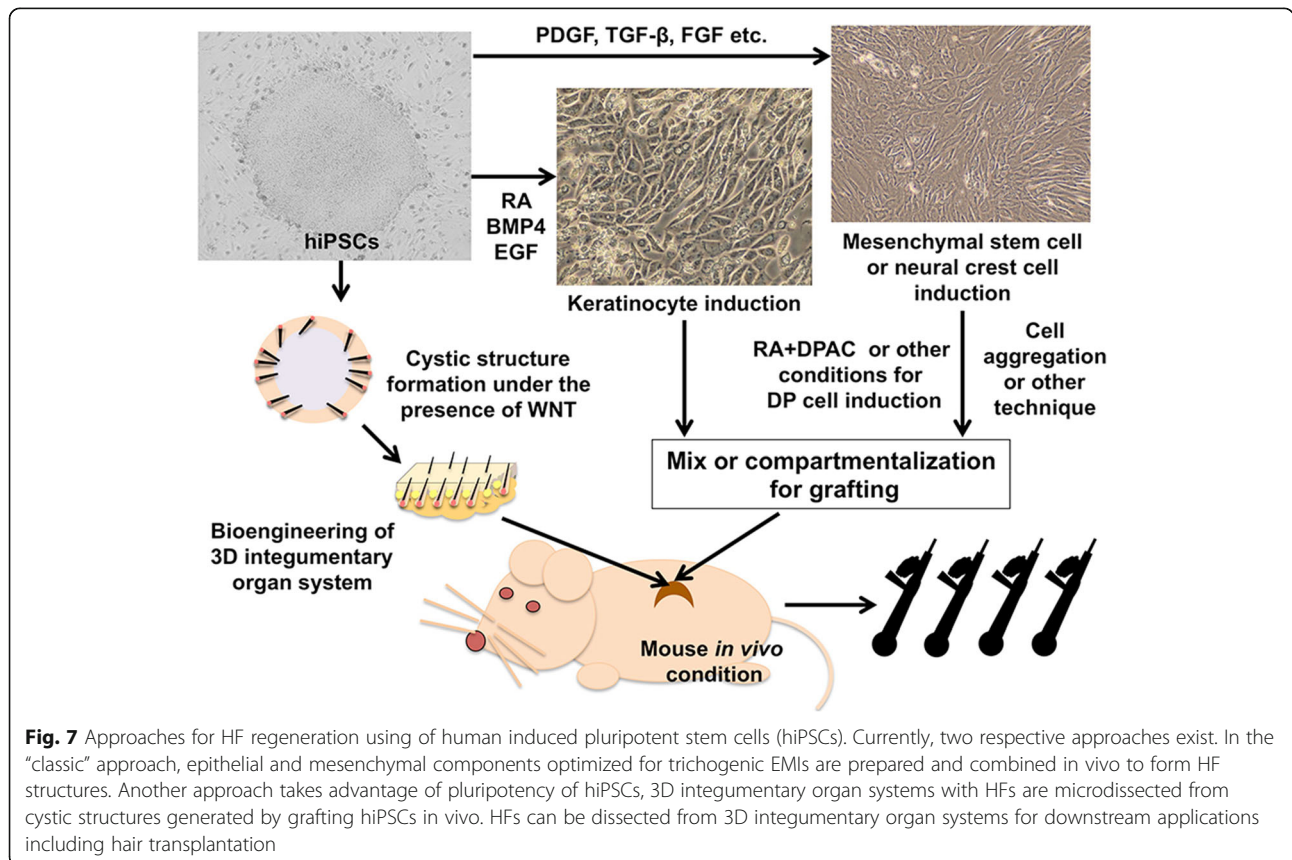 PDGF, TGF-β, FGF etc.
hiPSCs
RA
BMP4
EGF
Keratinocyte induction
Mesenchymal stem cell
or neural crest cell
induction
Cystic structure
formation under the
presence of WNT
RA+DPAC or other
conditions for
DP cell induction
Cell
aggregation
or other
technique
Mix or compartmentalization
for grafting
Bioengineering of
3D integumentary
organ system
Mouse in vivo
condition
Fig. 7 Approaches for HF regeneration using of human induced pluripotent stem cells (hiPSCs). Currently, two respective approaches exist. In the
“classic” approach, epithelial and mesenchymal components optimized for trichogenic EMIs are prepared and combined in vivo to form HF
structures. Another approach takes advantage of pluripotency of hiPSCs, 3D integumentary organ systems with HFs are microdissected from
cystic structures generated by grafting hiPSCs in vivo. HFs can be dissected from 3D integumentary organ systems for downstream applications
including hair transplantation